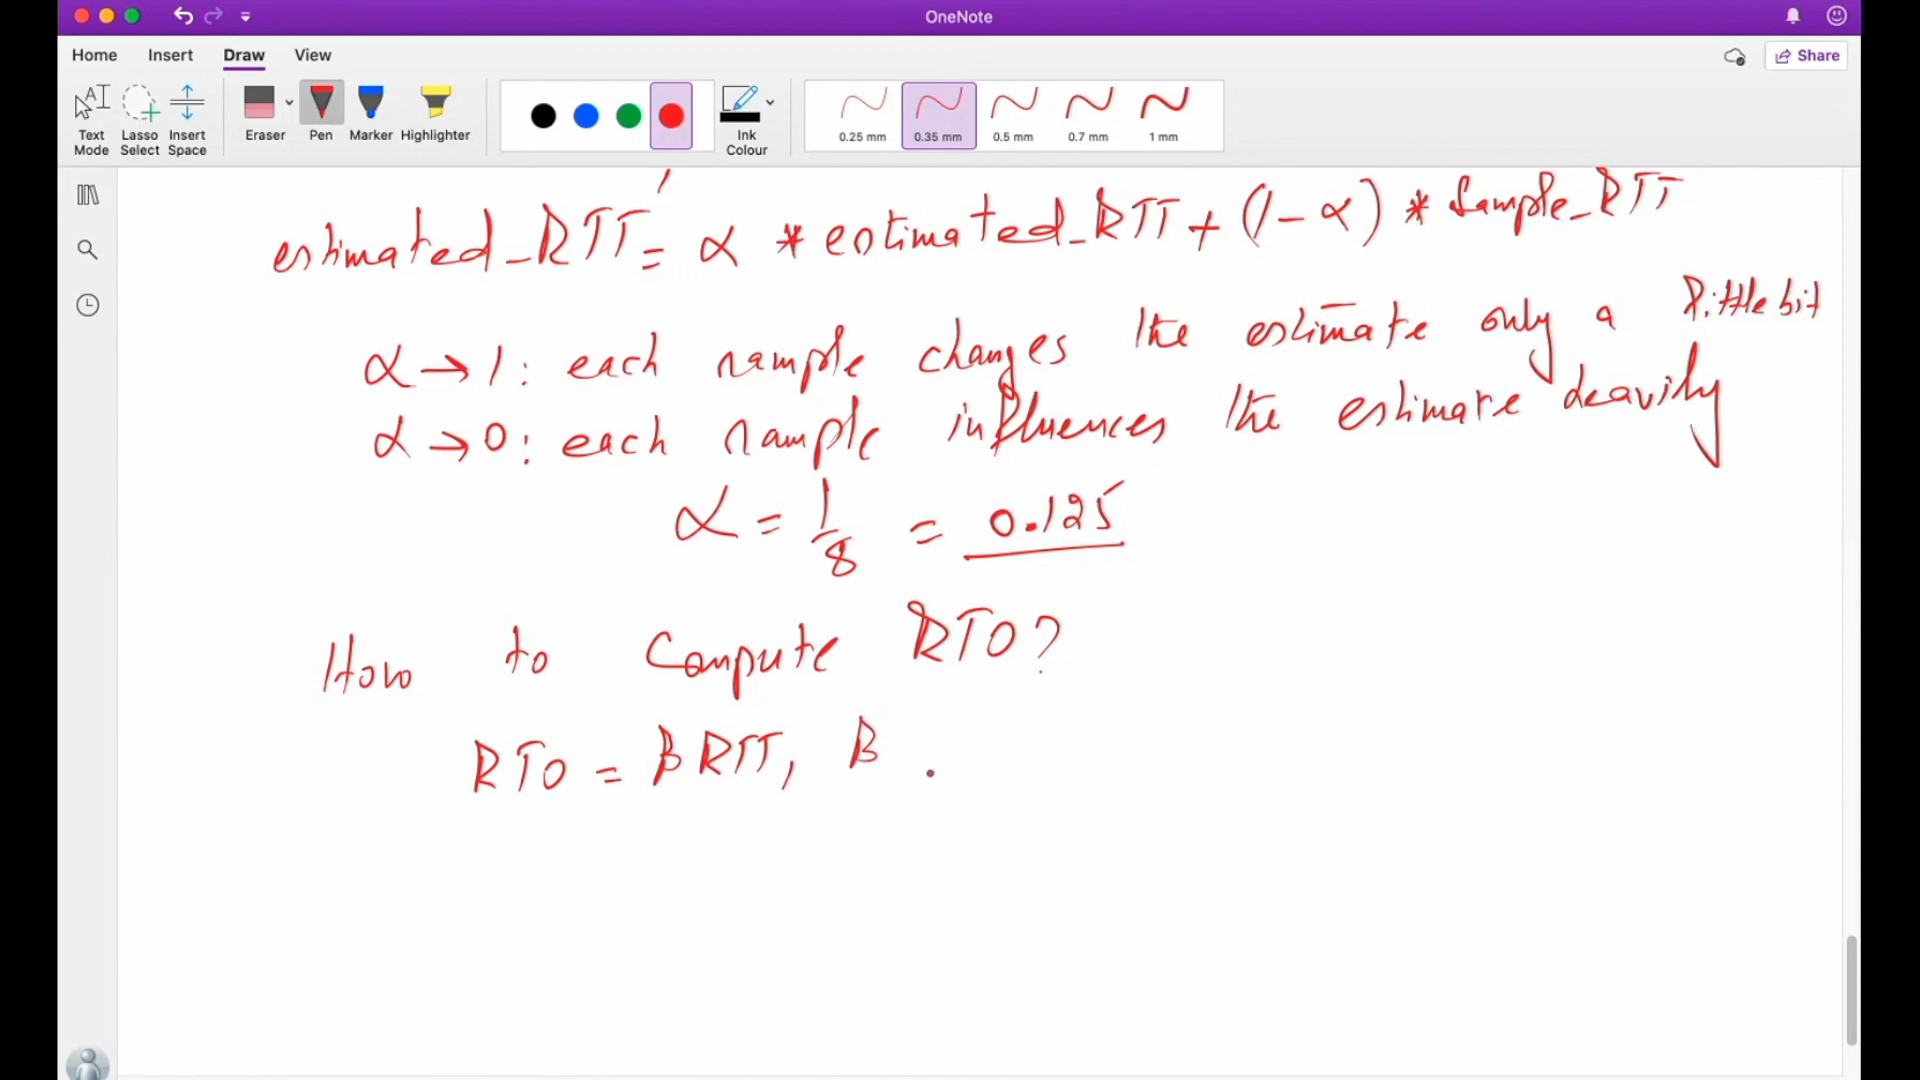 OneNote
Home Insert Draw View Share
Text Mode Lasso Select Insert Space Eraser Pen Marker Highlighter Ink Colour 0.25 mm 0.35 mm 0.5 mm 0.7 mm 1 mm
estimated_RTT' = α * estimated_RTT + (1 - α) * Sample_RTT
α → 1 : each sample changes the estimate only a little bit
α → 0 : each sample influences the estimate heavily
α = 1/8 = 0.125
How to Compute RTO?
RTO = β RTT, β